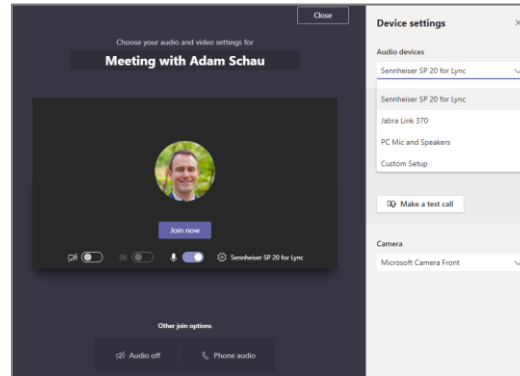 Close
Choose your audio and video settings for
Meeting with Adam Schau
Join now
Sennheiser SP 20 for Lync
Other join options
Audio off
Phone audio
Device settings
Audio devices
Sennheiser SP 20 for Lync
Sennheiser SP 20 for Lync
Jabra Link 370
PC Mic and Speakers
Custom Setup
Make a test call
Camera
Microsoft Camera Front